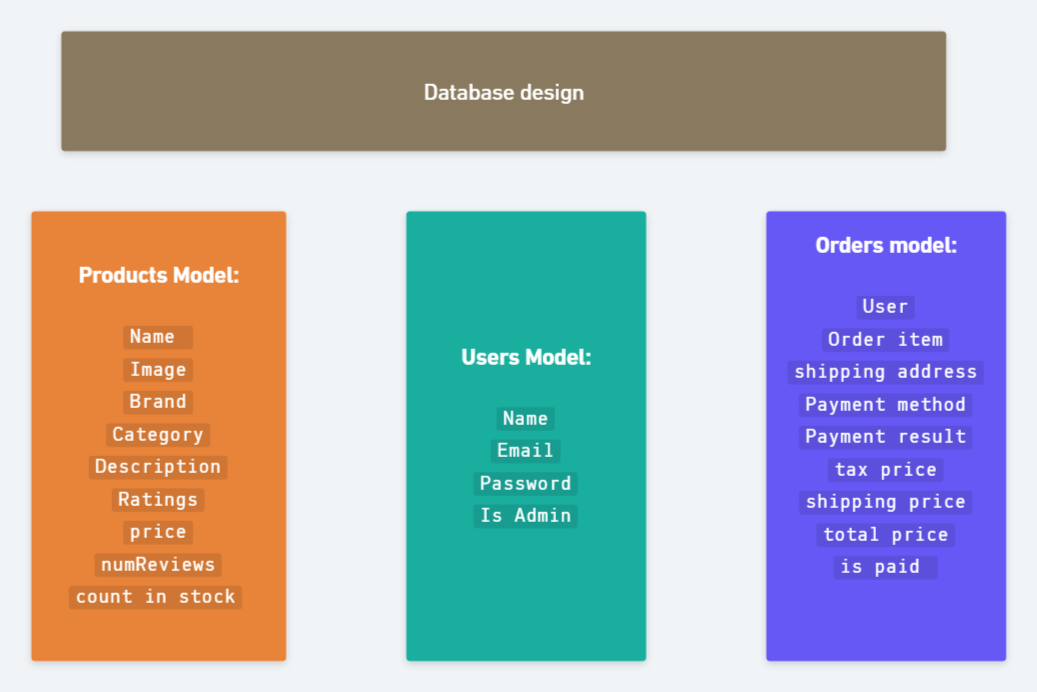 Database design
Products Model:
Name
Image
Brand
Category
Description
Ratings
price
numReviews
count in stock
Users Model:
Name
Email
Password
Is Admin
Orders model:
User
Order item
shipping address
Payment method
Payment result
tax price
shipping price
total price
is paid